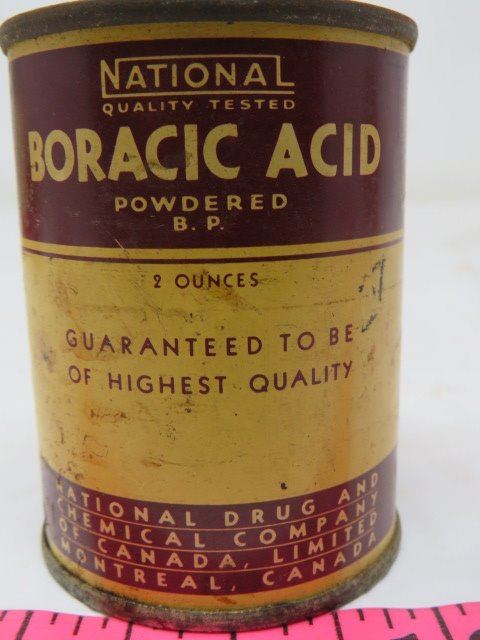 NATIONAL
QUALITY TESTED
BORACIC ACID
POWDERED
B. P.
2 OUNCES
GUARANTEED TO BE
OF HIGHEST QUALITY
NATIONAL DRUG AND
CHEMICAL COMPANY
OF CANADA, LIMITED
MONTREAL, CANADA